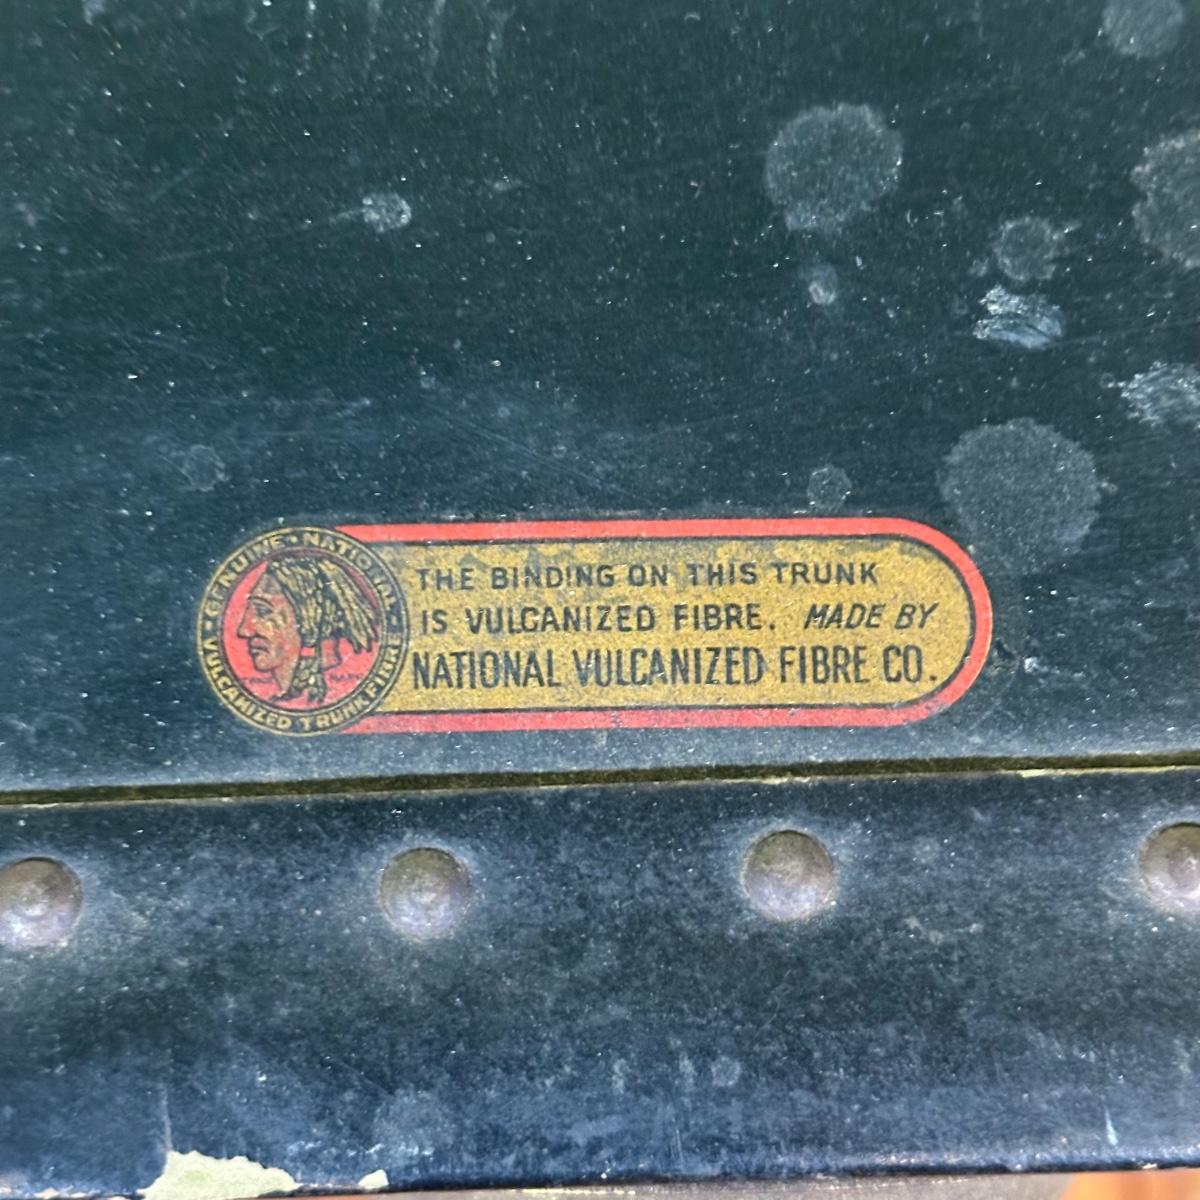 GENUINE · NATIONAL ·
VULCANIZED TRUNK FIBRE
THE BINDING ON THIS TRUNK
IS VULCANIZED FIBRE. MADE BY
NATIONAL VULCANIZED FIBRE CO.